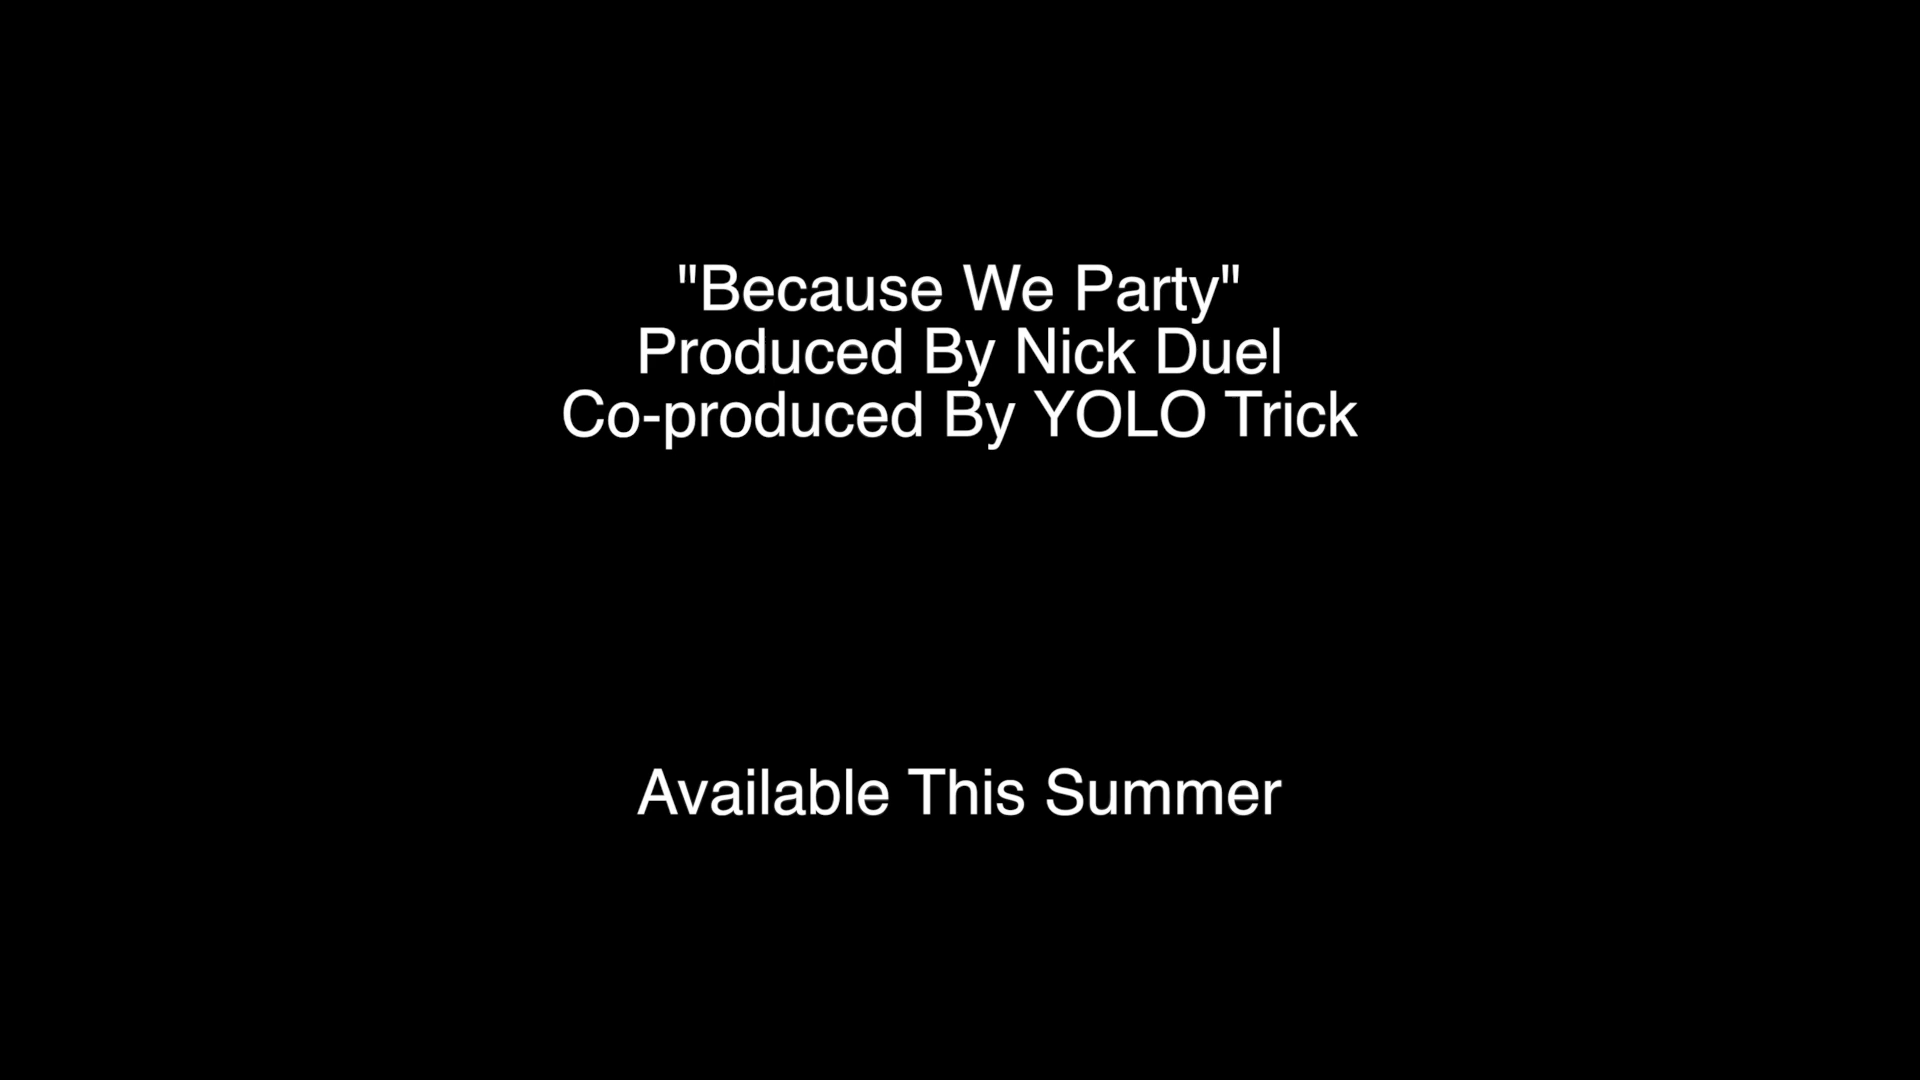 "Because We Party"
Produced By Nick Duel
Co-produced By YOLO Trick
Available This Summer